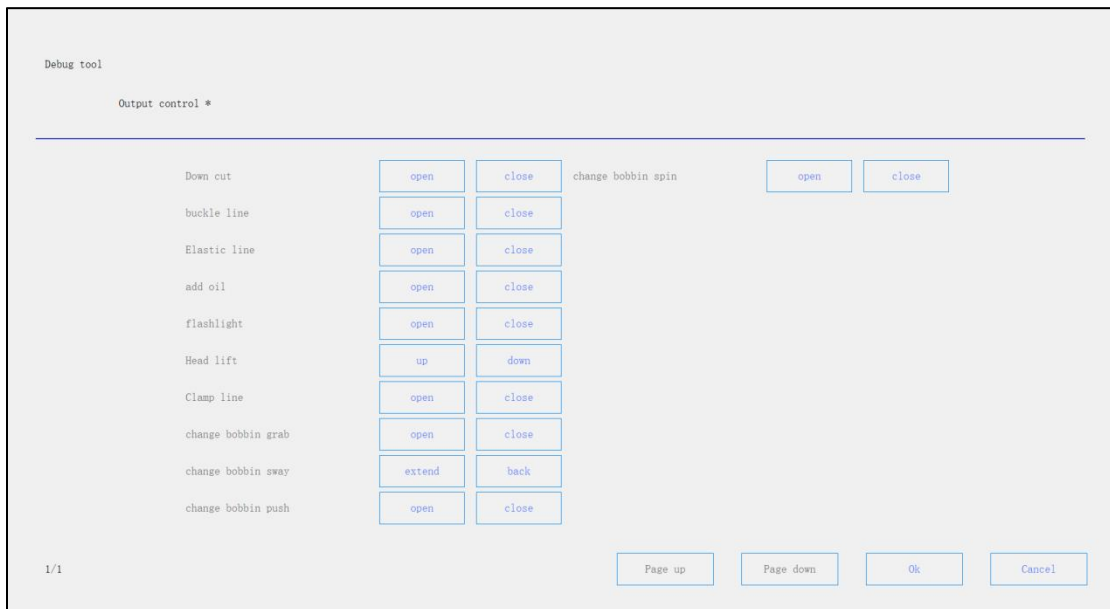 Debug tool
Output control *
Down cut open close change bobbin spin open close
buckle line open close
Elastic line open close
add oil open close
flashlight open close
Head lift up down
Clamp line open close
change bobbin grab open close
change bobbin sway extend back
change bobbin push open close
1/1 Page up Page down Ok Cancel